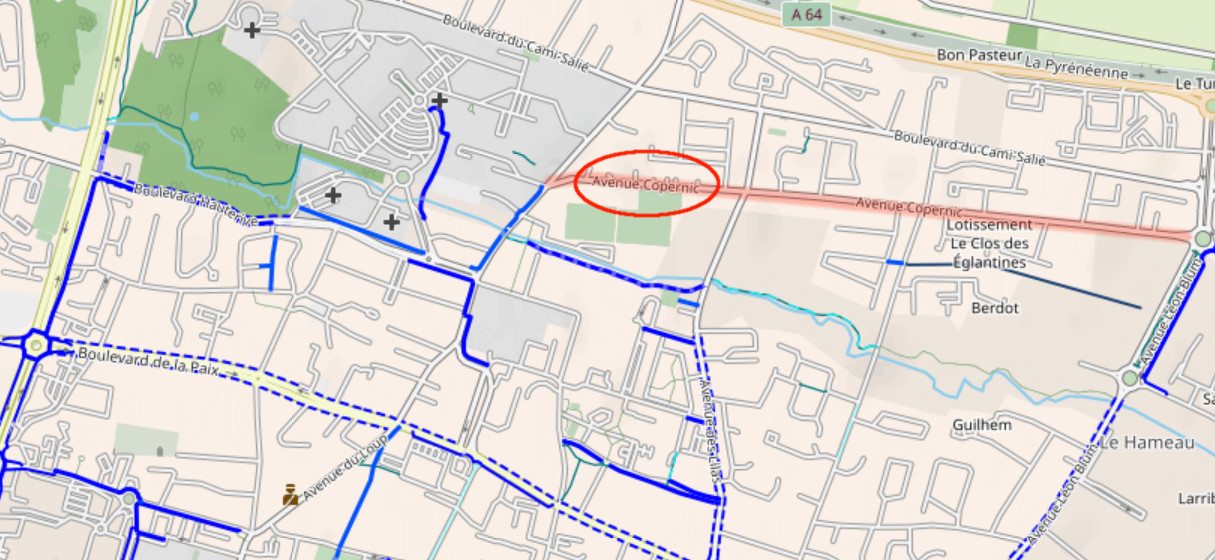 A 64
Boulevard du Cami-Salié
Bon Pasteur
La Pyrénéenne
Le Tu
Boulevard du Cami-Salié
Avenue Copernic
Boulevard Hauterive
Avenue Copernic
Lotissement
Le Clos des
Églantines
Avenue Léon Blum
Berdot
Boulevard de la Paix
Avenue des Lilas
Guilhem
Le Hameau
Avenue du Loup
Avenue Léon Blum
Larrib